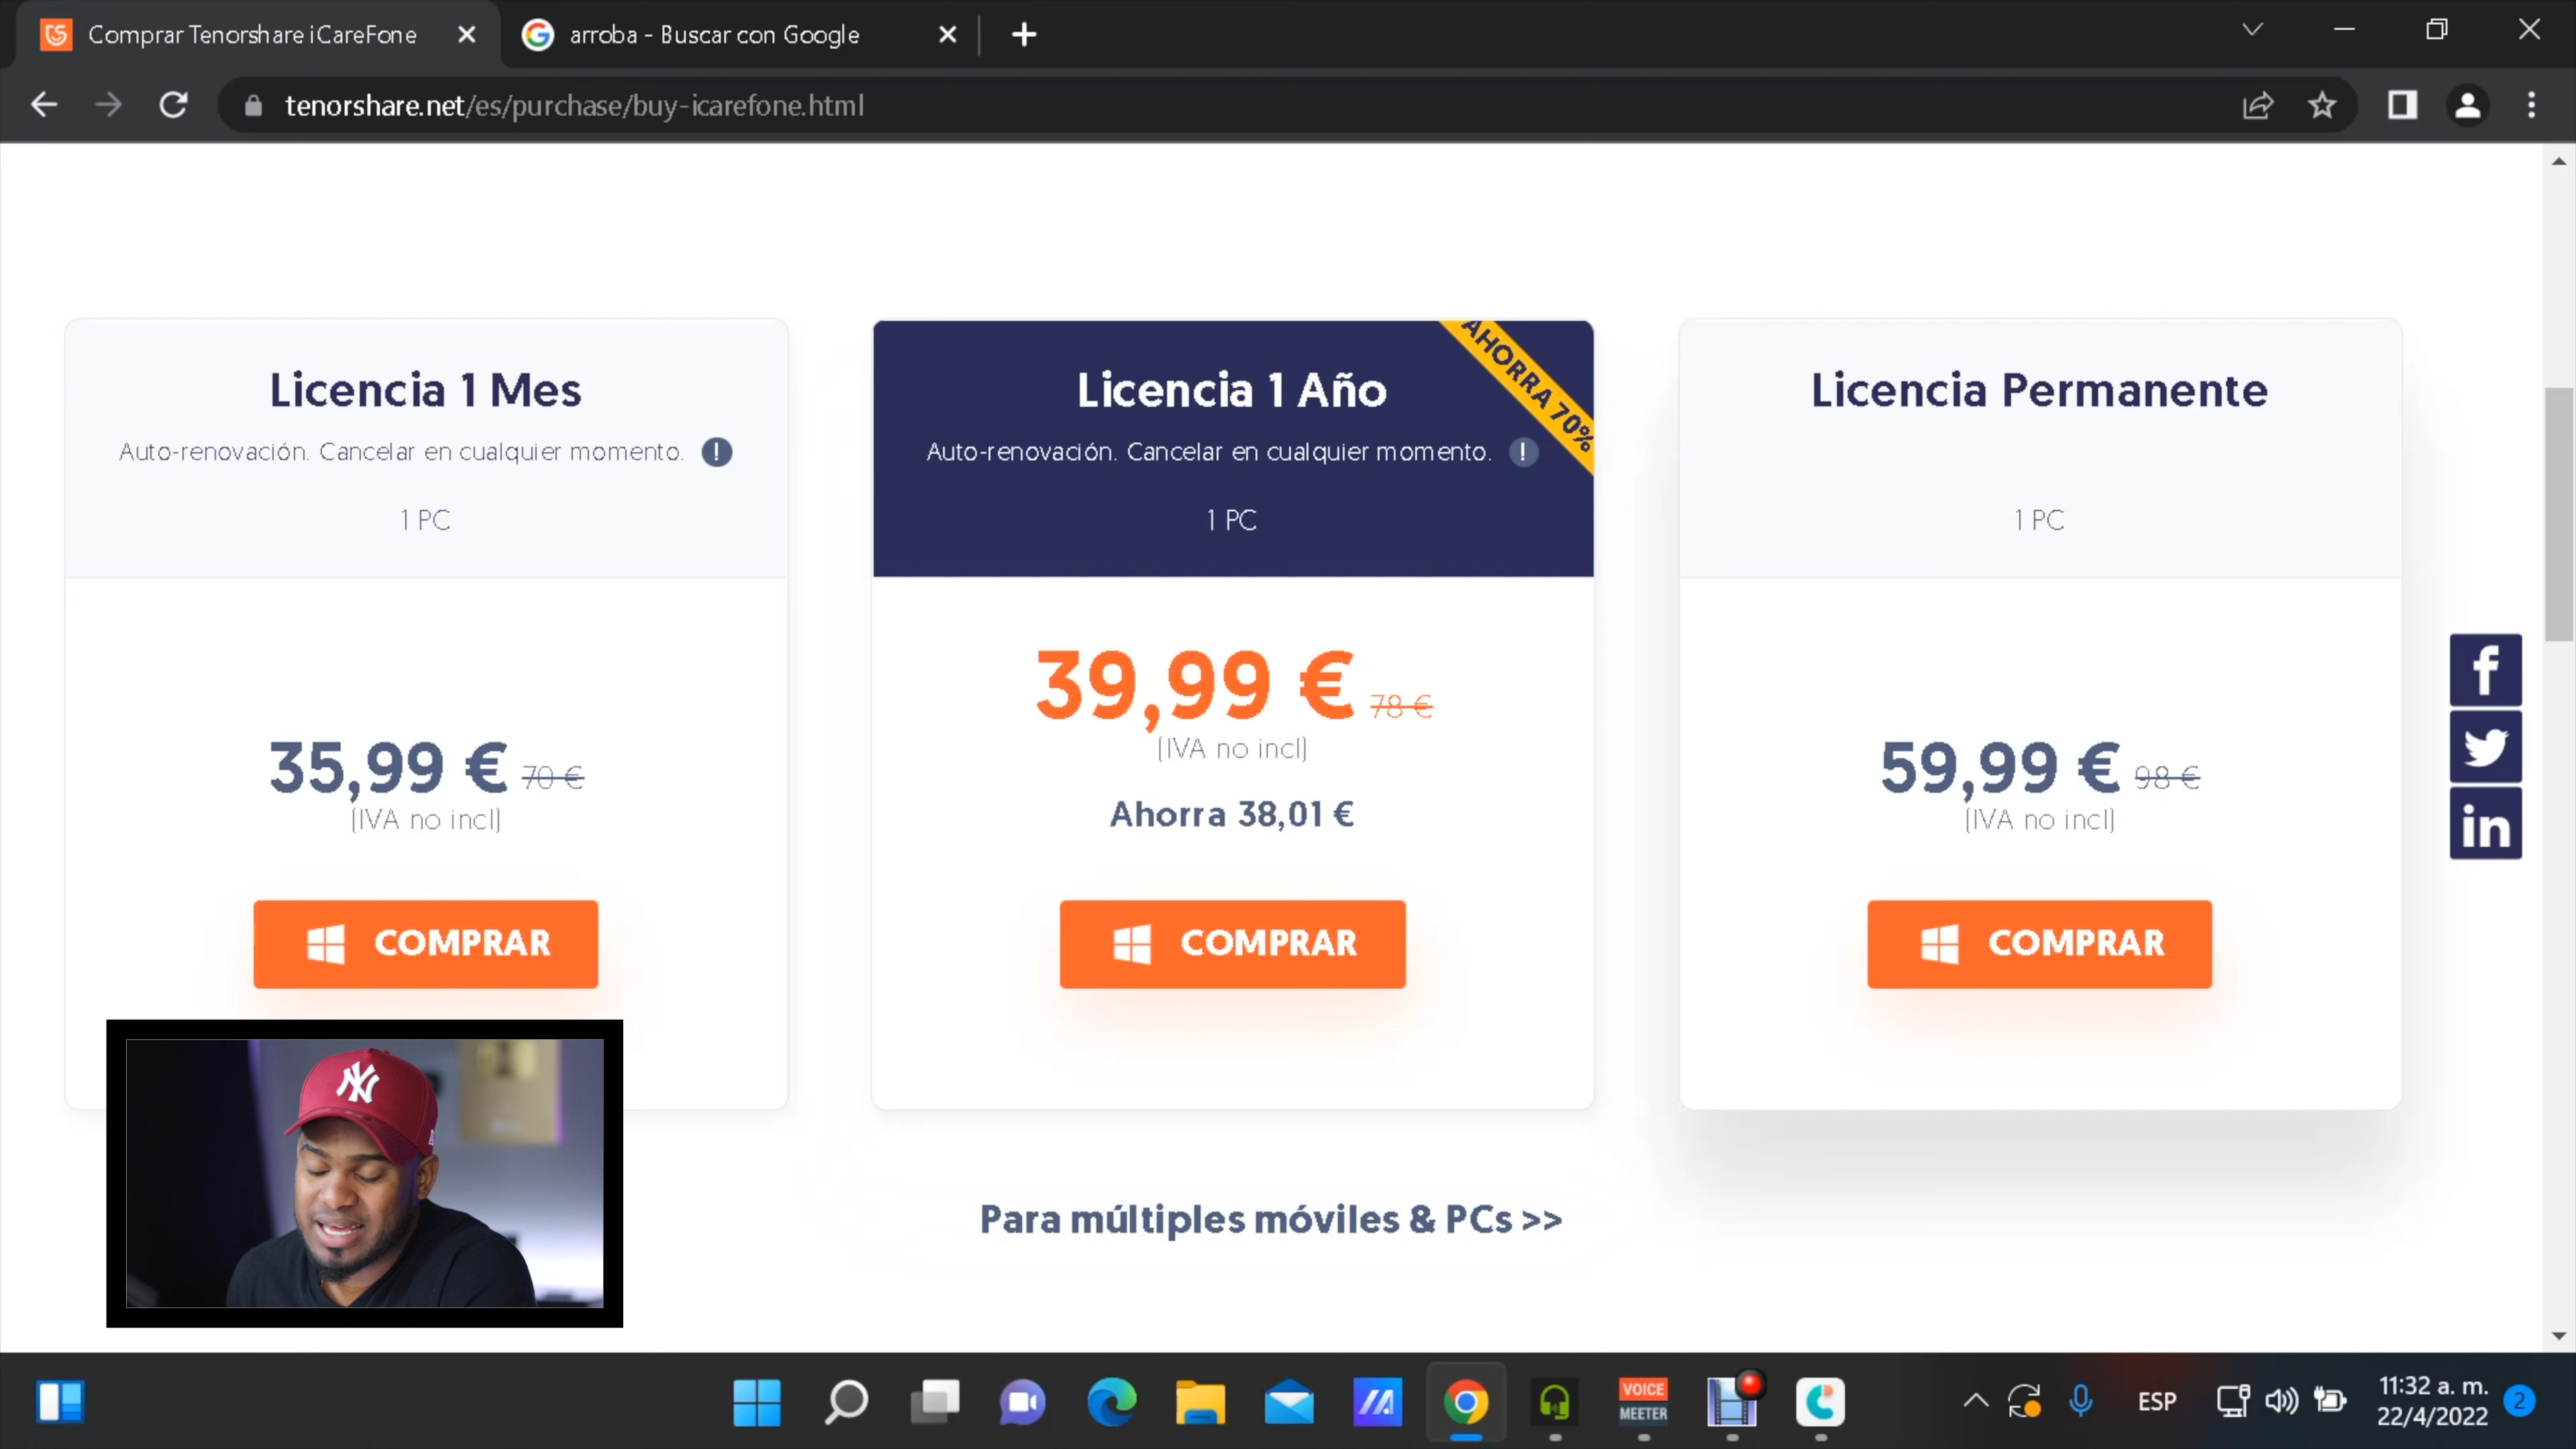 Comprar Tenorshare iCareFone
arroba - Buscar con Google
tenorshare.net/es/purchase/buy-icarefone.html
Licencia 1 Mes
Auto-renovación. Cancelar en cualquier momento. !
1 PC
35,99 € 70 €
(IVA no incl)
COMPRAR
AHORRA 70%
Licencia 1 Año
Auto-renovación. Cancelar en cualquier momento. !
1 PC
39,99 € 78 €
(IVA no incl)
Ahorra 38,01 €
COMPRAR
Licencia Permanente
1 PC
59,99 € 98 €
(IVA no incl)
COMPRAR
f
in
Para múltiples móviles & PCs >>
NY
VOICE
MEETER
ESP
11:32 a. m.
22/4/2022
2